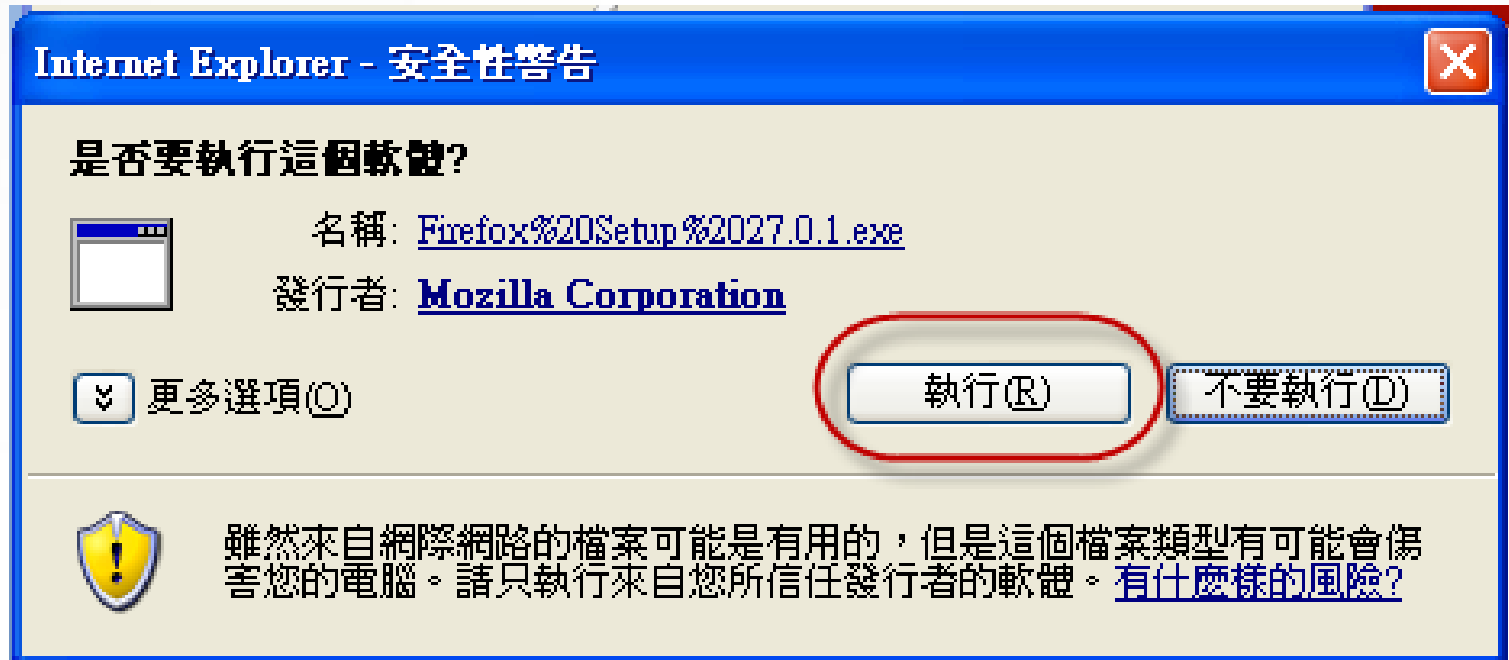 Internet Explorer - 安全性警告
是否要執行這個軟體?
名稱: Firefox%20Setup%2027.0.1.exe
發行者: Mozilla Corporation
更多選項(O)
執行(R)
不要執行(D)
雖然來自網際網路的檔案可能是有用的，但是這個檔案類型有可能會傷
害您的電腦。請只執行來自您所信任發行者的軟體。有什麼樣的風險?